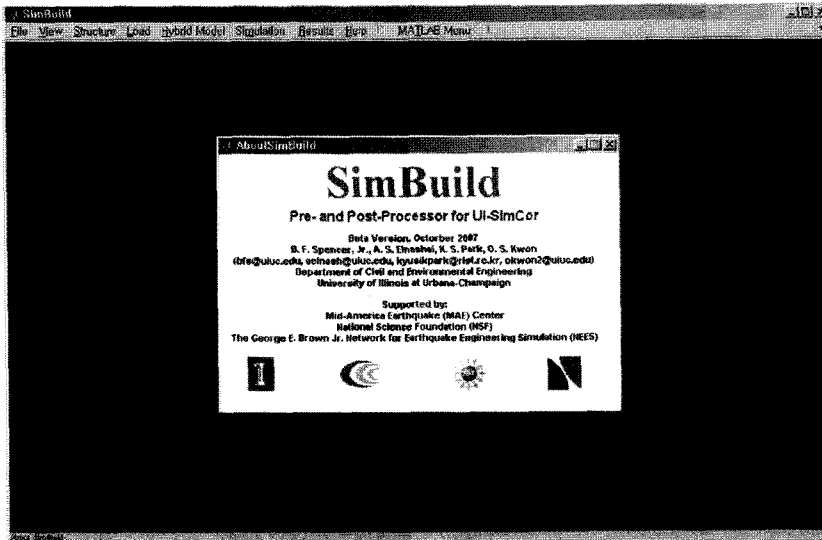 SimBuild
File View Structure Load Hybrid Model Simulation Results Help MATLAB Menu
AboutSimBuild
SimBuild
Pre- and Post-Processor for UI-SimCor
Beta Version, Octorber 2007
B. F. Spencer, Jr., A. S. Elnashai, K. S. Park, O. S. Kwon
(bfs@uiuc.edu, aelnash@uiuc.edu, kyusikpark@rist.re.kr, okwon2@uiuc.edu)
Department of Civil and Environmental Engineering
University of Illinois at Urbana-Champaign
Supported by:
Mid-America Earthquake (MAE) Center
National Science Foundation (NSF)
The George E. Brown Jr. Network for Earthquake Engineering Simulation (NEES)
I
N